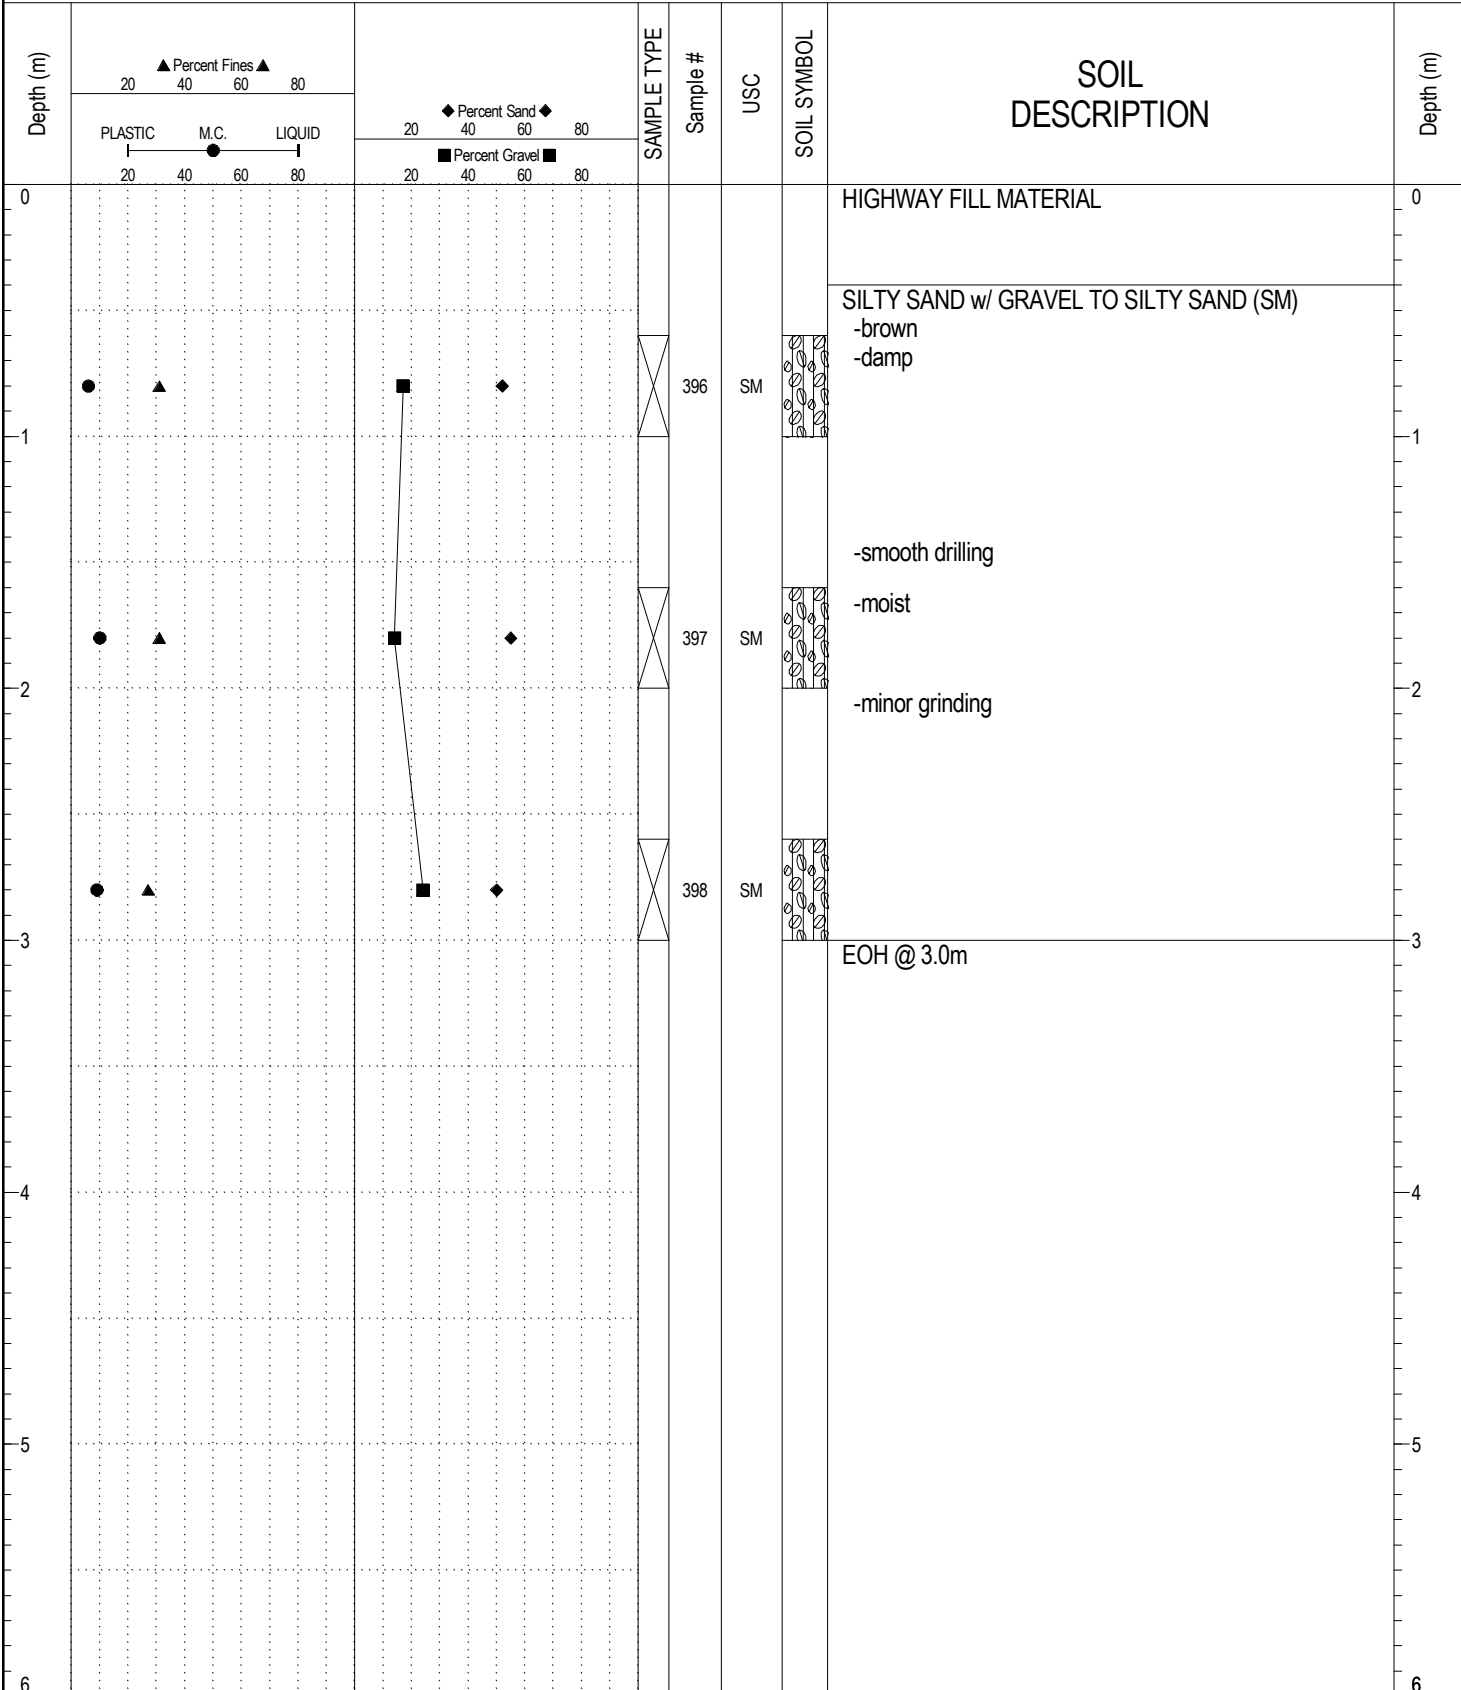 Depth (m)
▲ Percent Fines ▲
20 40 60 80
PLASTIC M.C. LIQUID
20 40 60 80
◆ Percent Sand ◆
20 40 60 80
■ Percent Gravel ■
20 40 60 80
SAMPLE TYPE
Sample #
USC
SOIL SYMBOL
SOIL
DESCRIPTION
Depth (m)
0 HIGHWAY FILL MATERIAL 0
SILTY SAND w/ GRAVEL TO SILTY SAND (SM)
-brown
-damp
396 SM
1 1
-smooth drilling
-moist
397 SM
2 2
-minor grinding
398 SM
3 3
EOH @ 3.0m
4 4
5 5
6 6